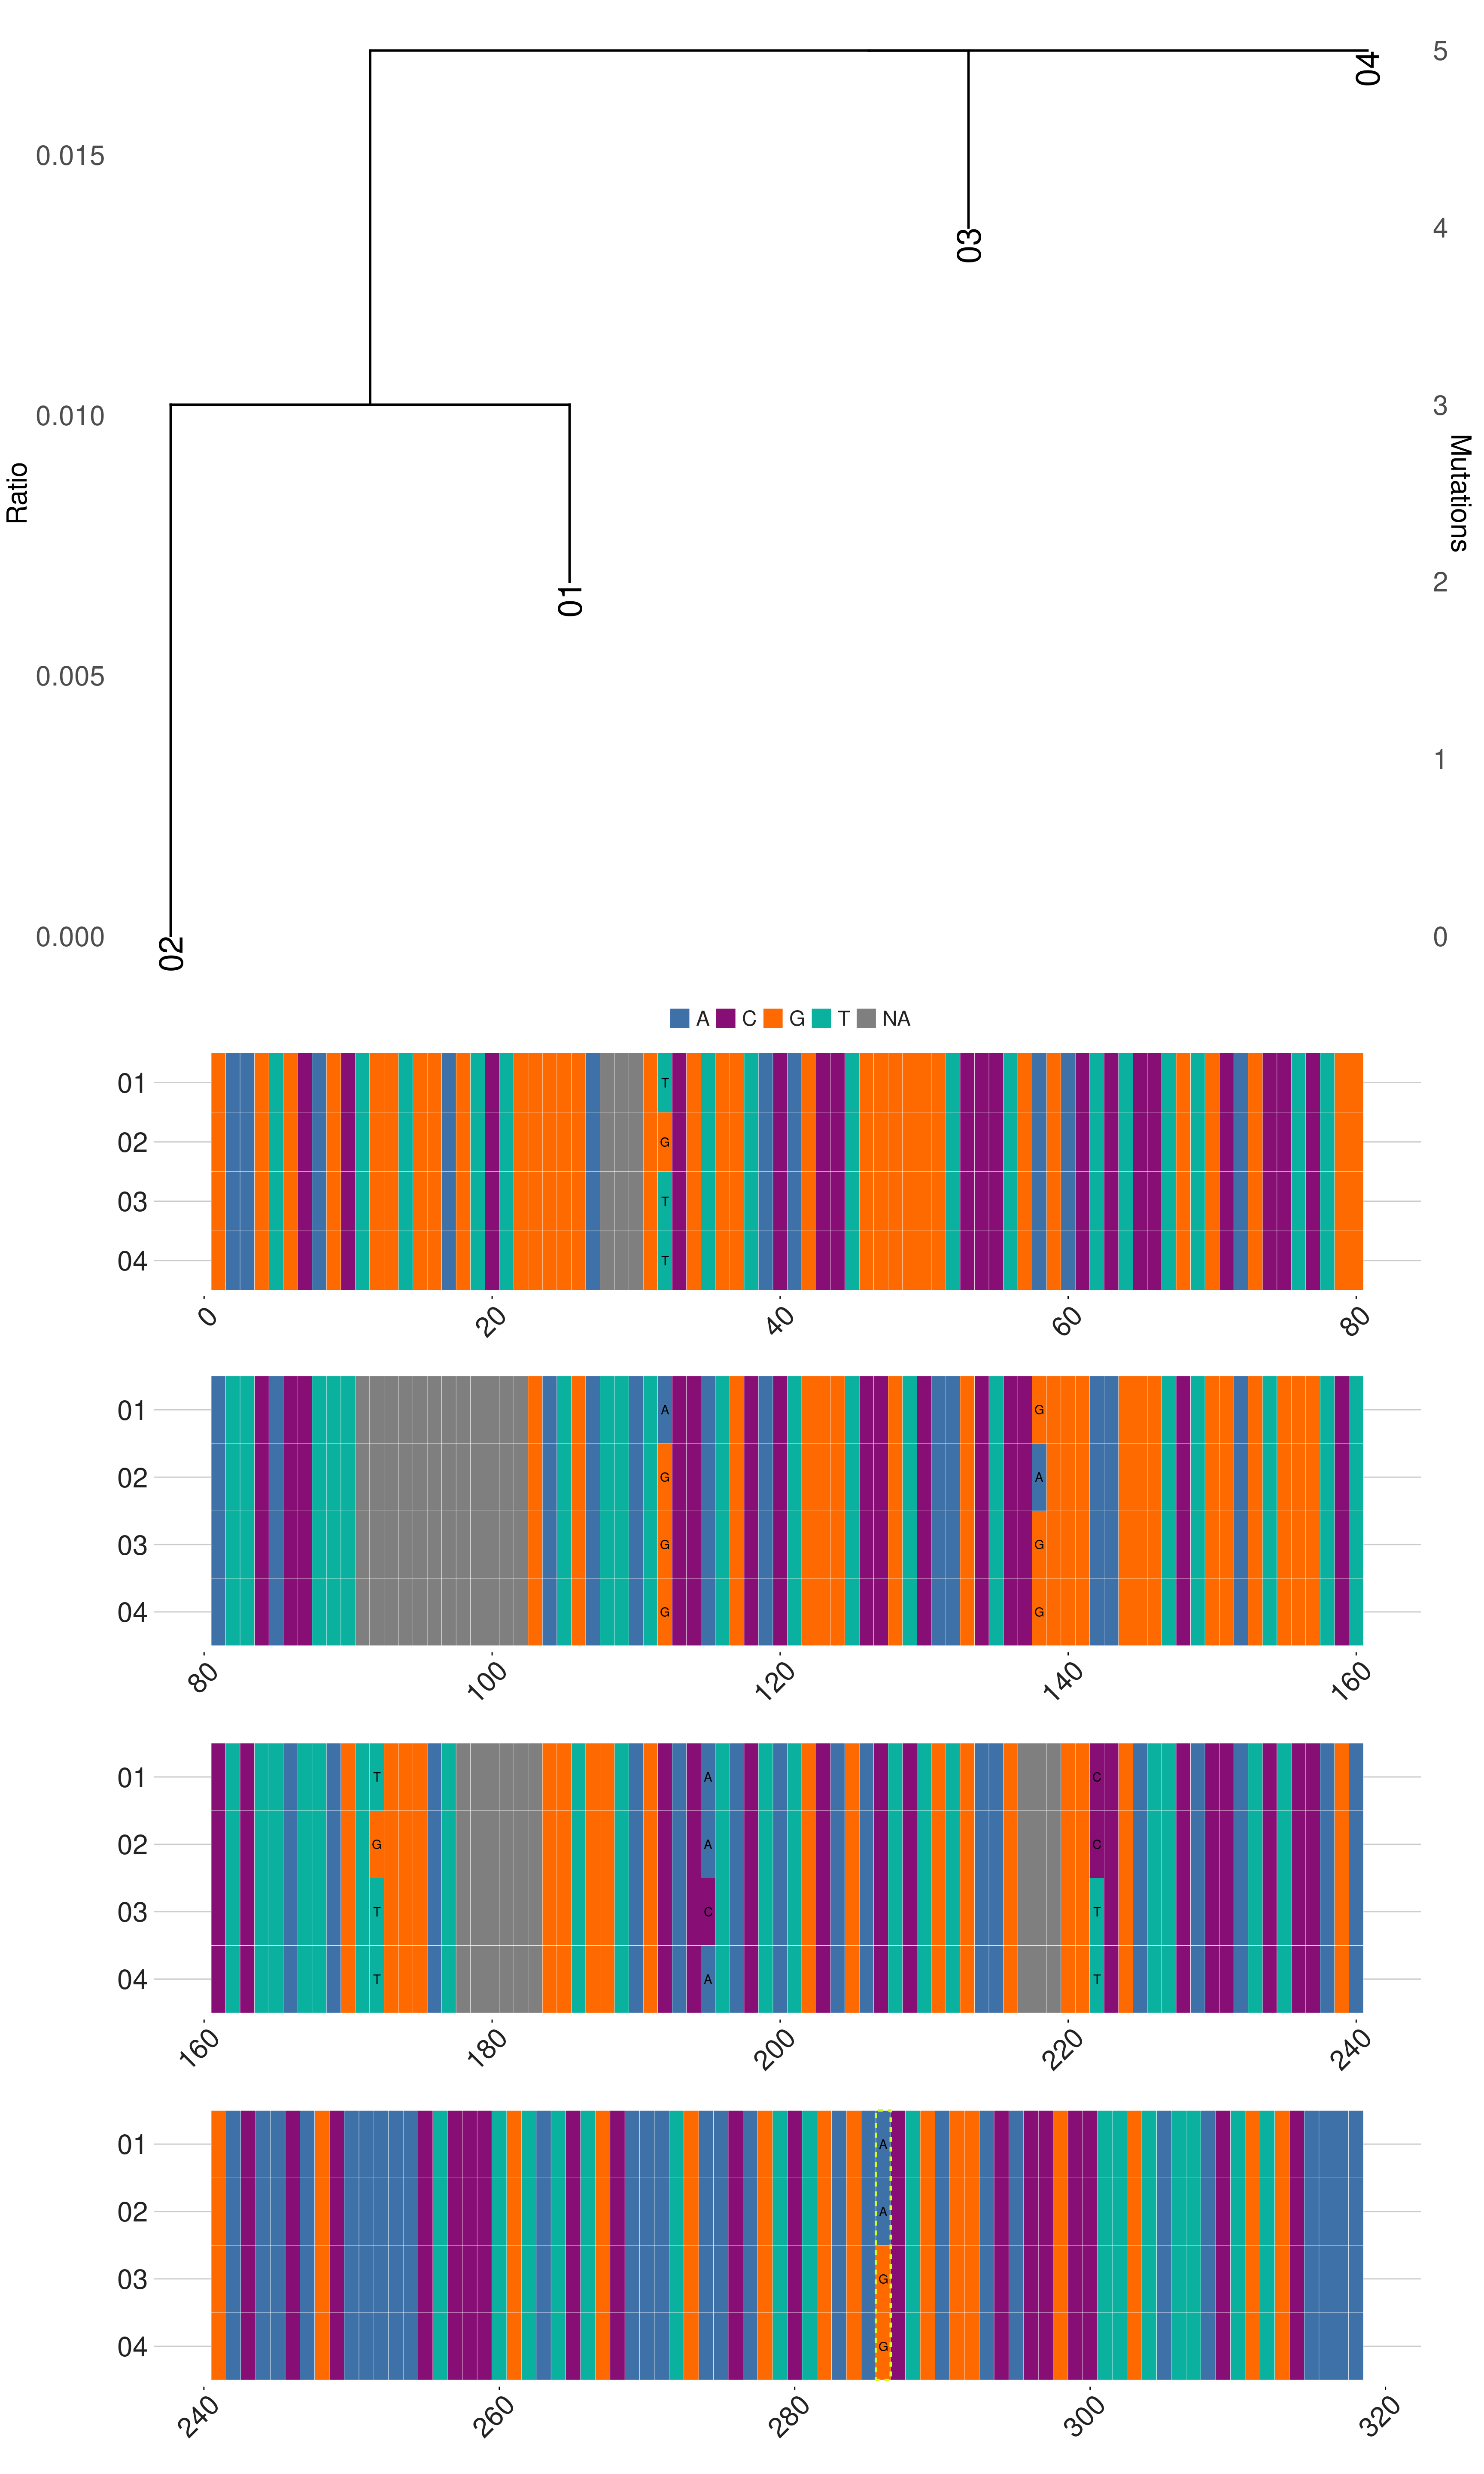 5
04
0.015
03
4
0.010
3
Ratio
Mutations
2
01
0.005
1
0.000
02
0
A C G T NA
01 T
02 G
03 T
04 T
0 20 40 60 80
01 A G
02 G A
03 G G
04 G G
80 100 120 140 160
01 T A C
02 G A C
03 T C T
04 T A T
160 180 200 220 240
01 A
02 A
03 G
04 G
240 260 280 300 320